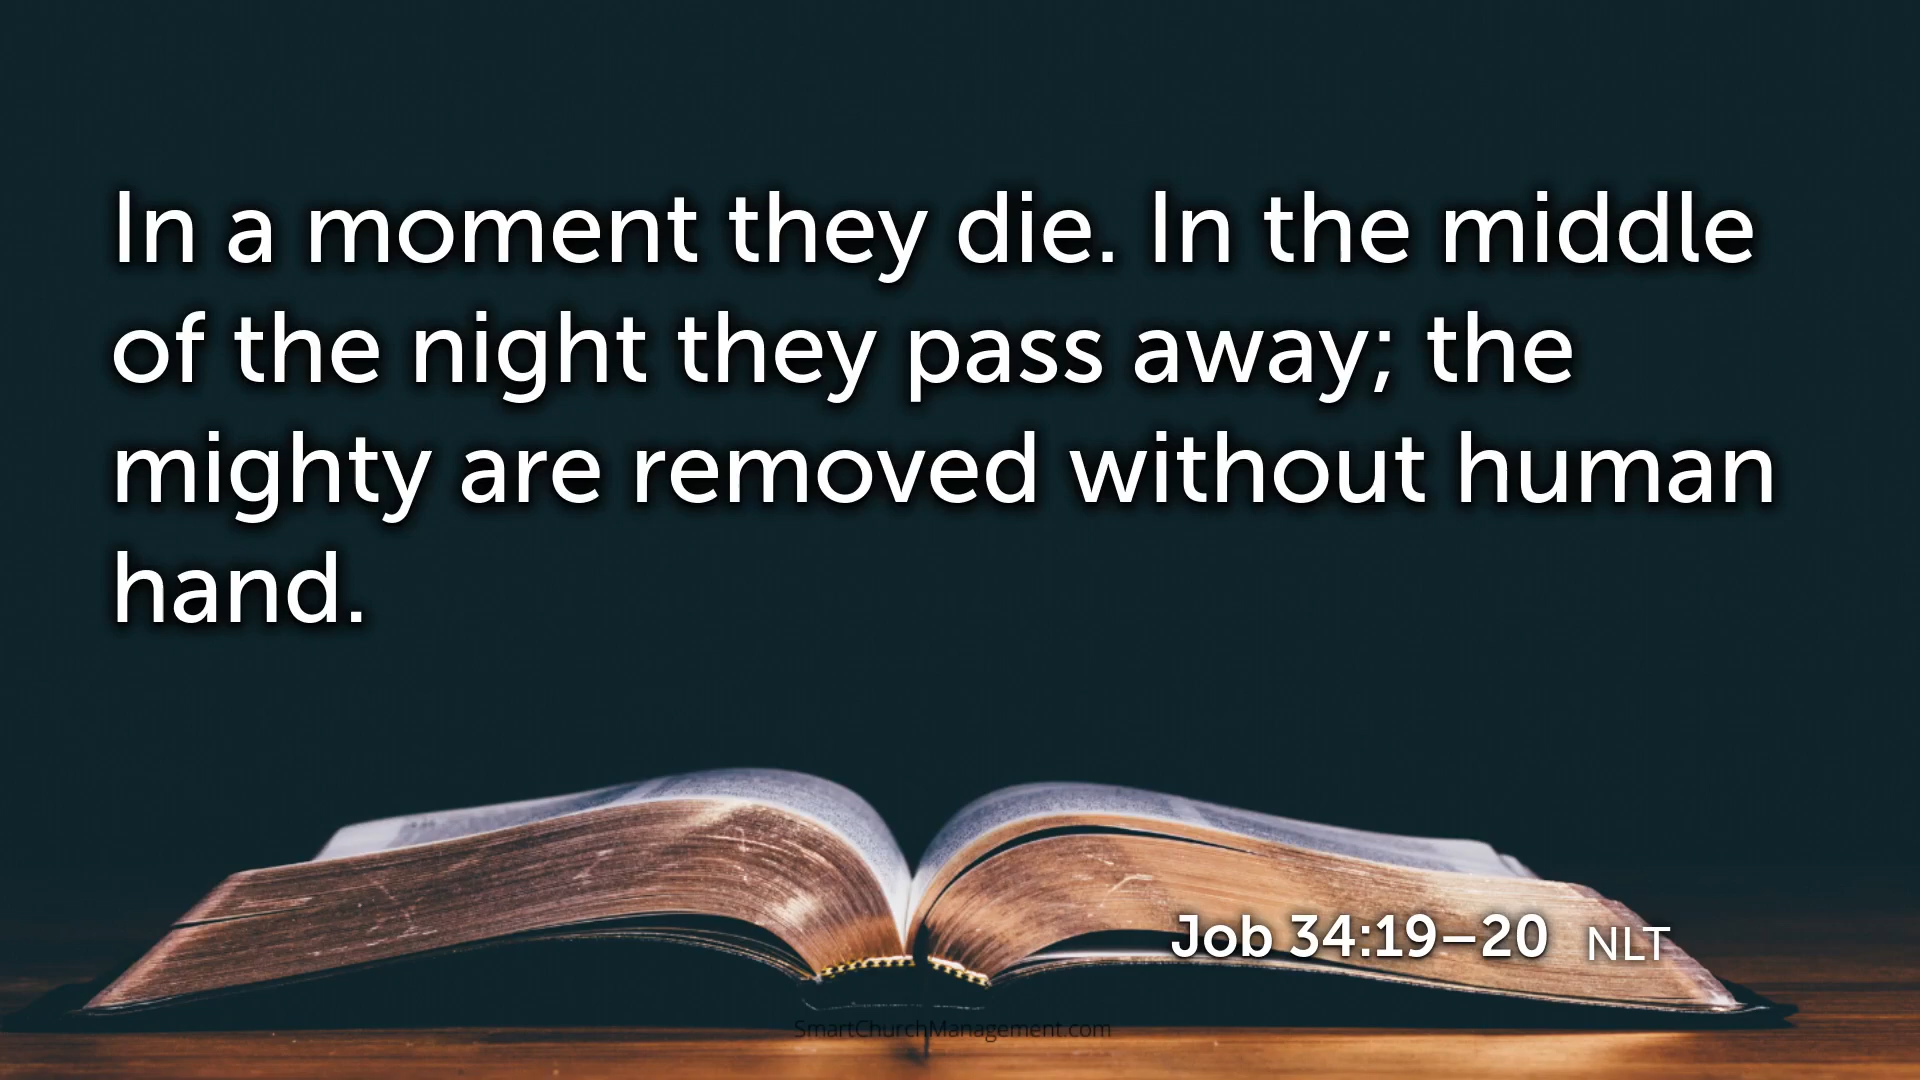 In a moment they die. In the middle
of the night they pass away; the
mighty are removed without human
hand.
Job 34:19–20 NLT
SmartChurchManagement.com